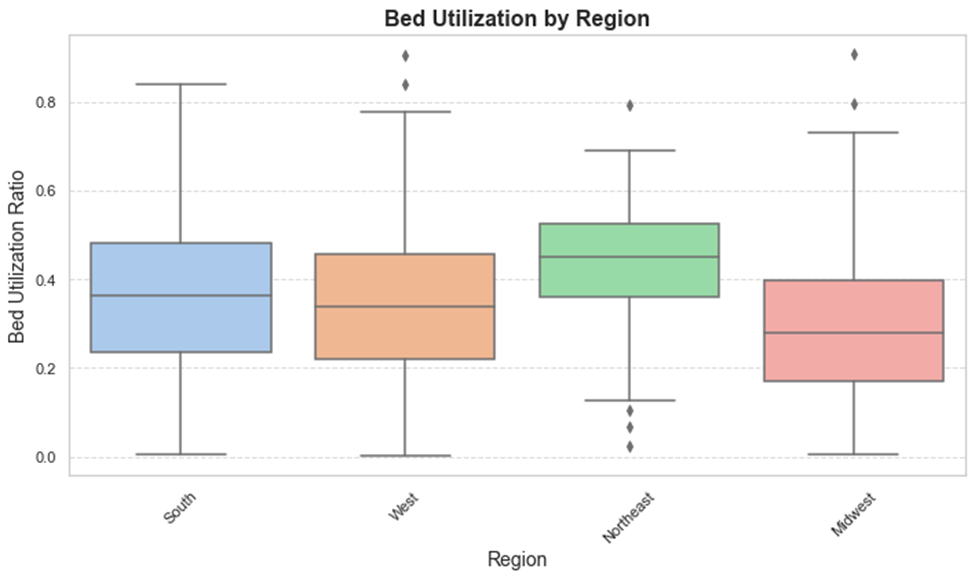 Bed Utilization by Region
Bed Utilization Ratio
0.8
0.6
0.4
0.2
0.0
South
West
Northeast
Midwest
Region